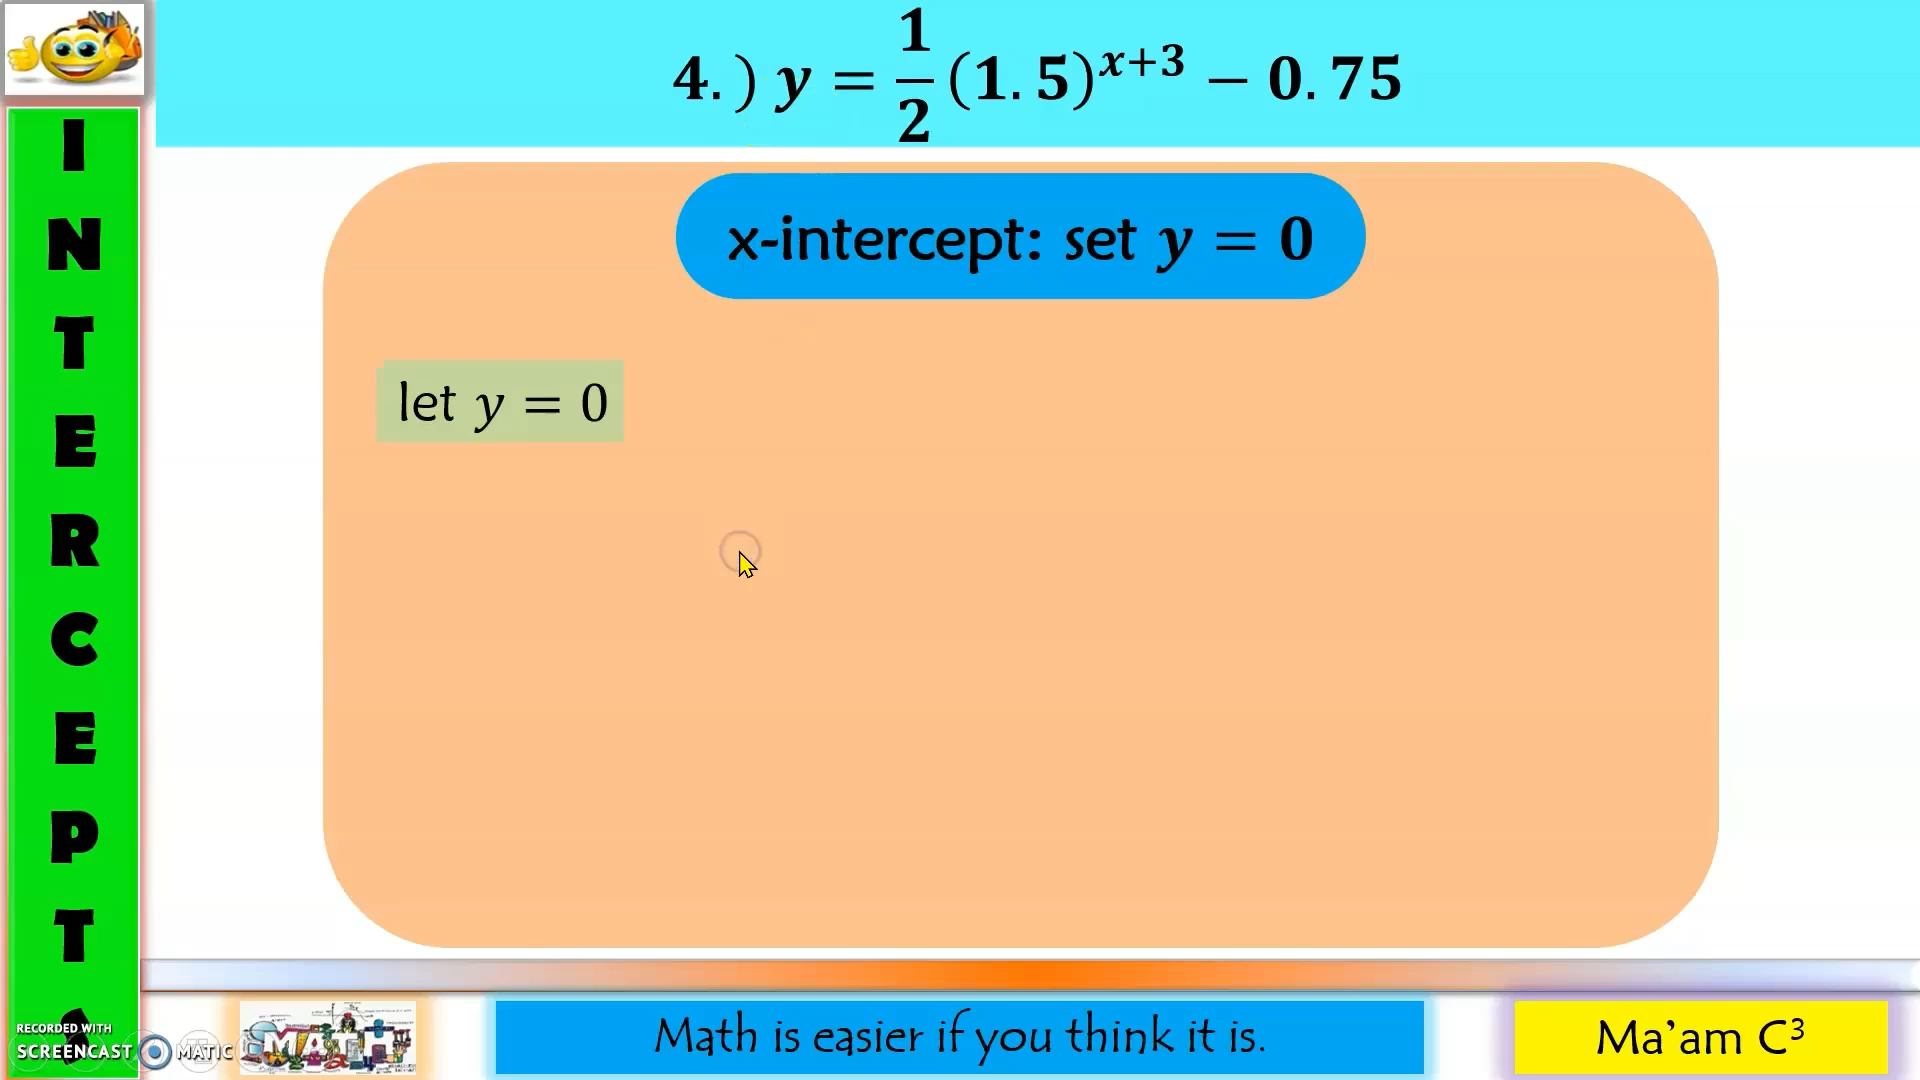 4.) y = 1/2 (1.5)^{x+3} − 0.75
x-intercept: set y = 0
let y = 0
I
N
T
E
R
C
E
P
T
S
RECORDED WITH
SCREENCAST MATIC
MATH
Math is easier if you think it is.
Ma’am C³